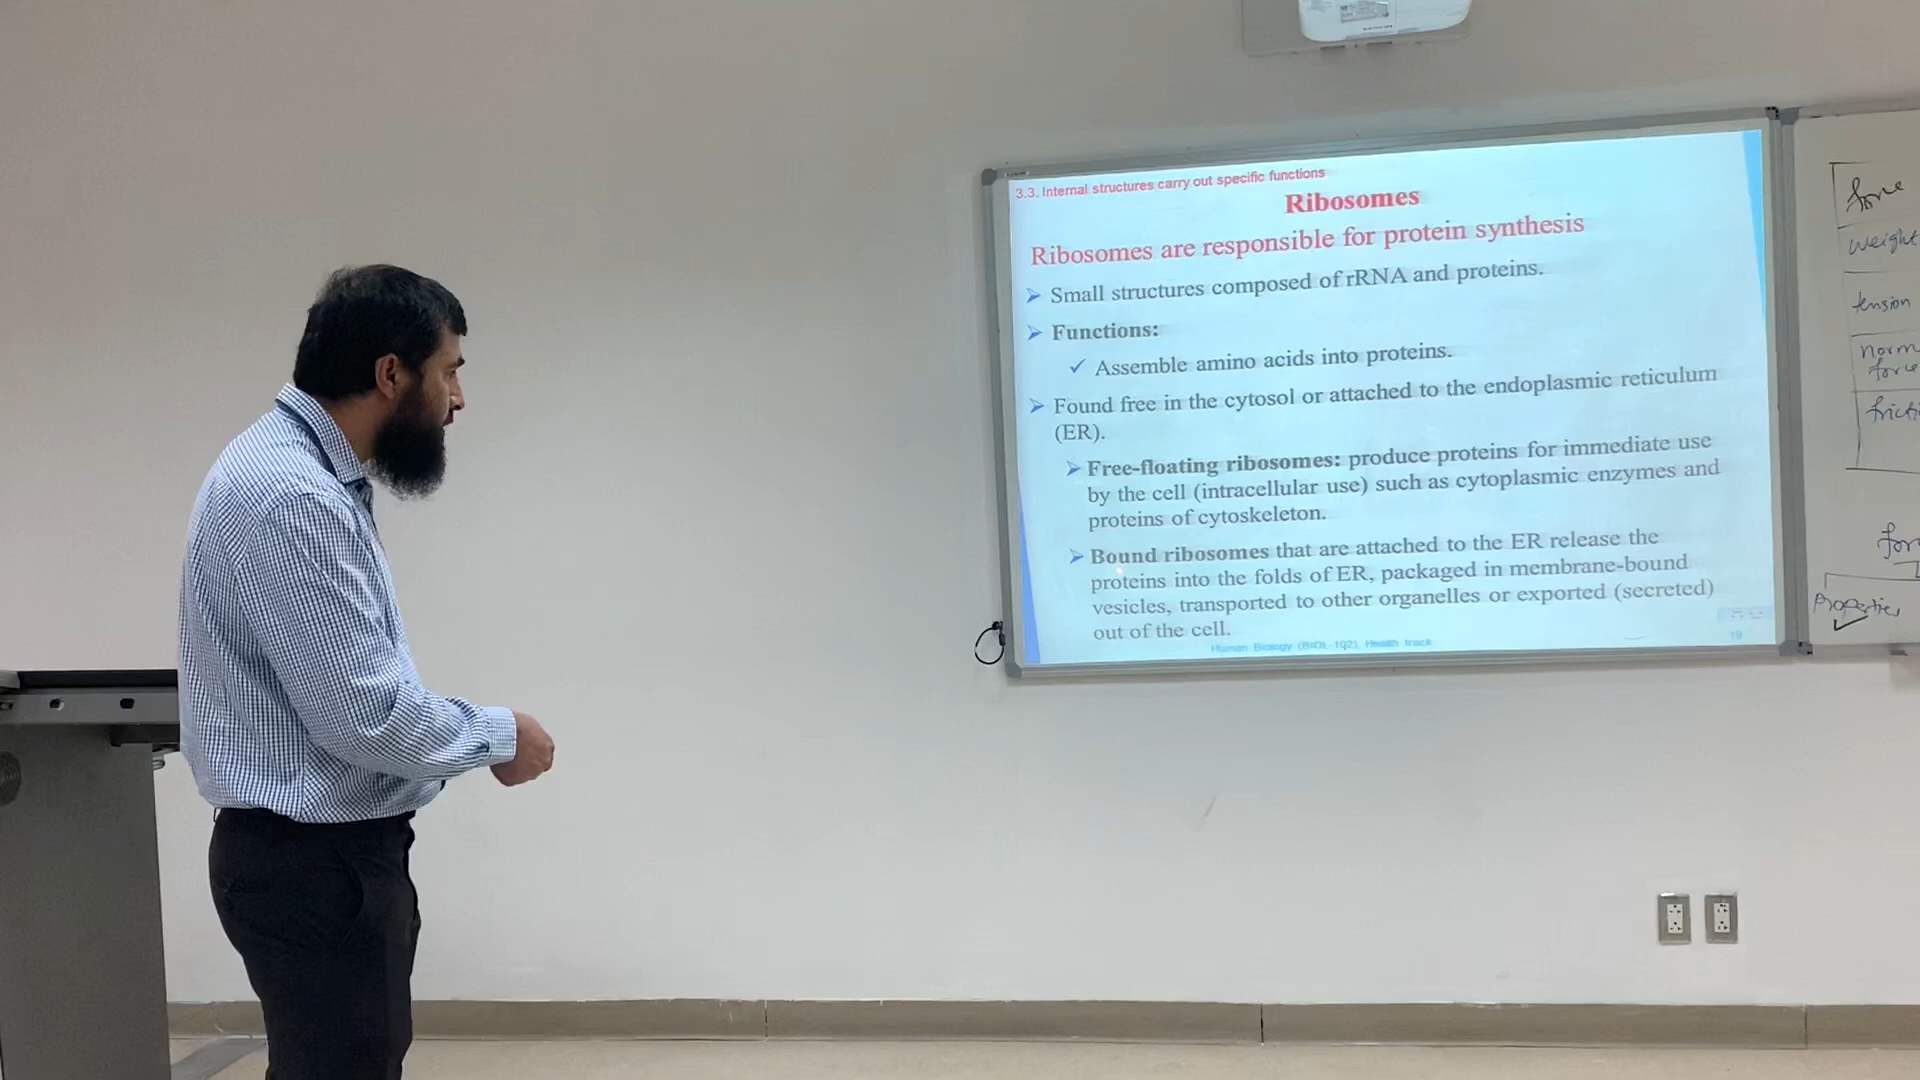 3.3. Internal structures carry out specific functions
Ribosomes
Ribosomes are responsible for protein synthesis
➢ Small structures composed of rRNA and proteins.
➢ Functions:
✓ Assemble amino acids into proteins.
➢ Found free in the cytosol or attached to the endoplasmic reticulum
(ER).
➢ Free-floating ribosomes: produce proteins for immediate use
by the cell (intracellular use) such as cytoplasmic enzymes and
proteins of cytoskeleton.
➢ Bound ribosomes that are attached to the ER release the
proteins into the folds of ER, packaged in membrane-bound
vesicles, transported to other organelles or exported (secreted)
out of the cell.
Human Biology (BIOL-102), Health track
19
force
weight
tension
norm
force
fricti
for
Properties